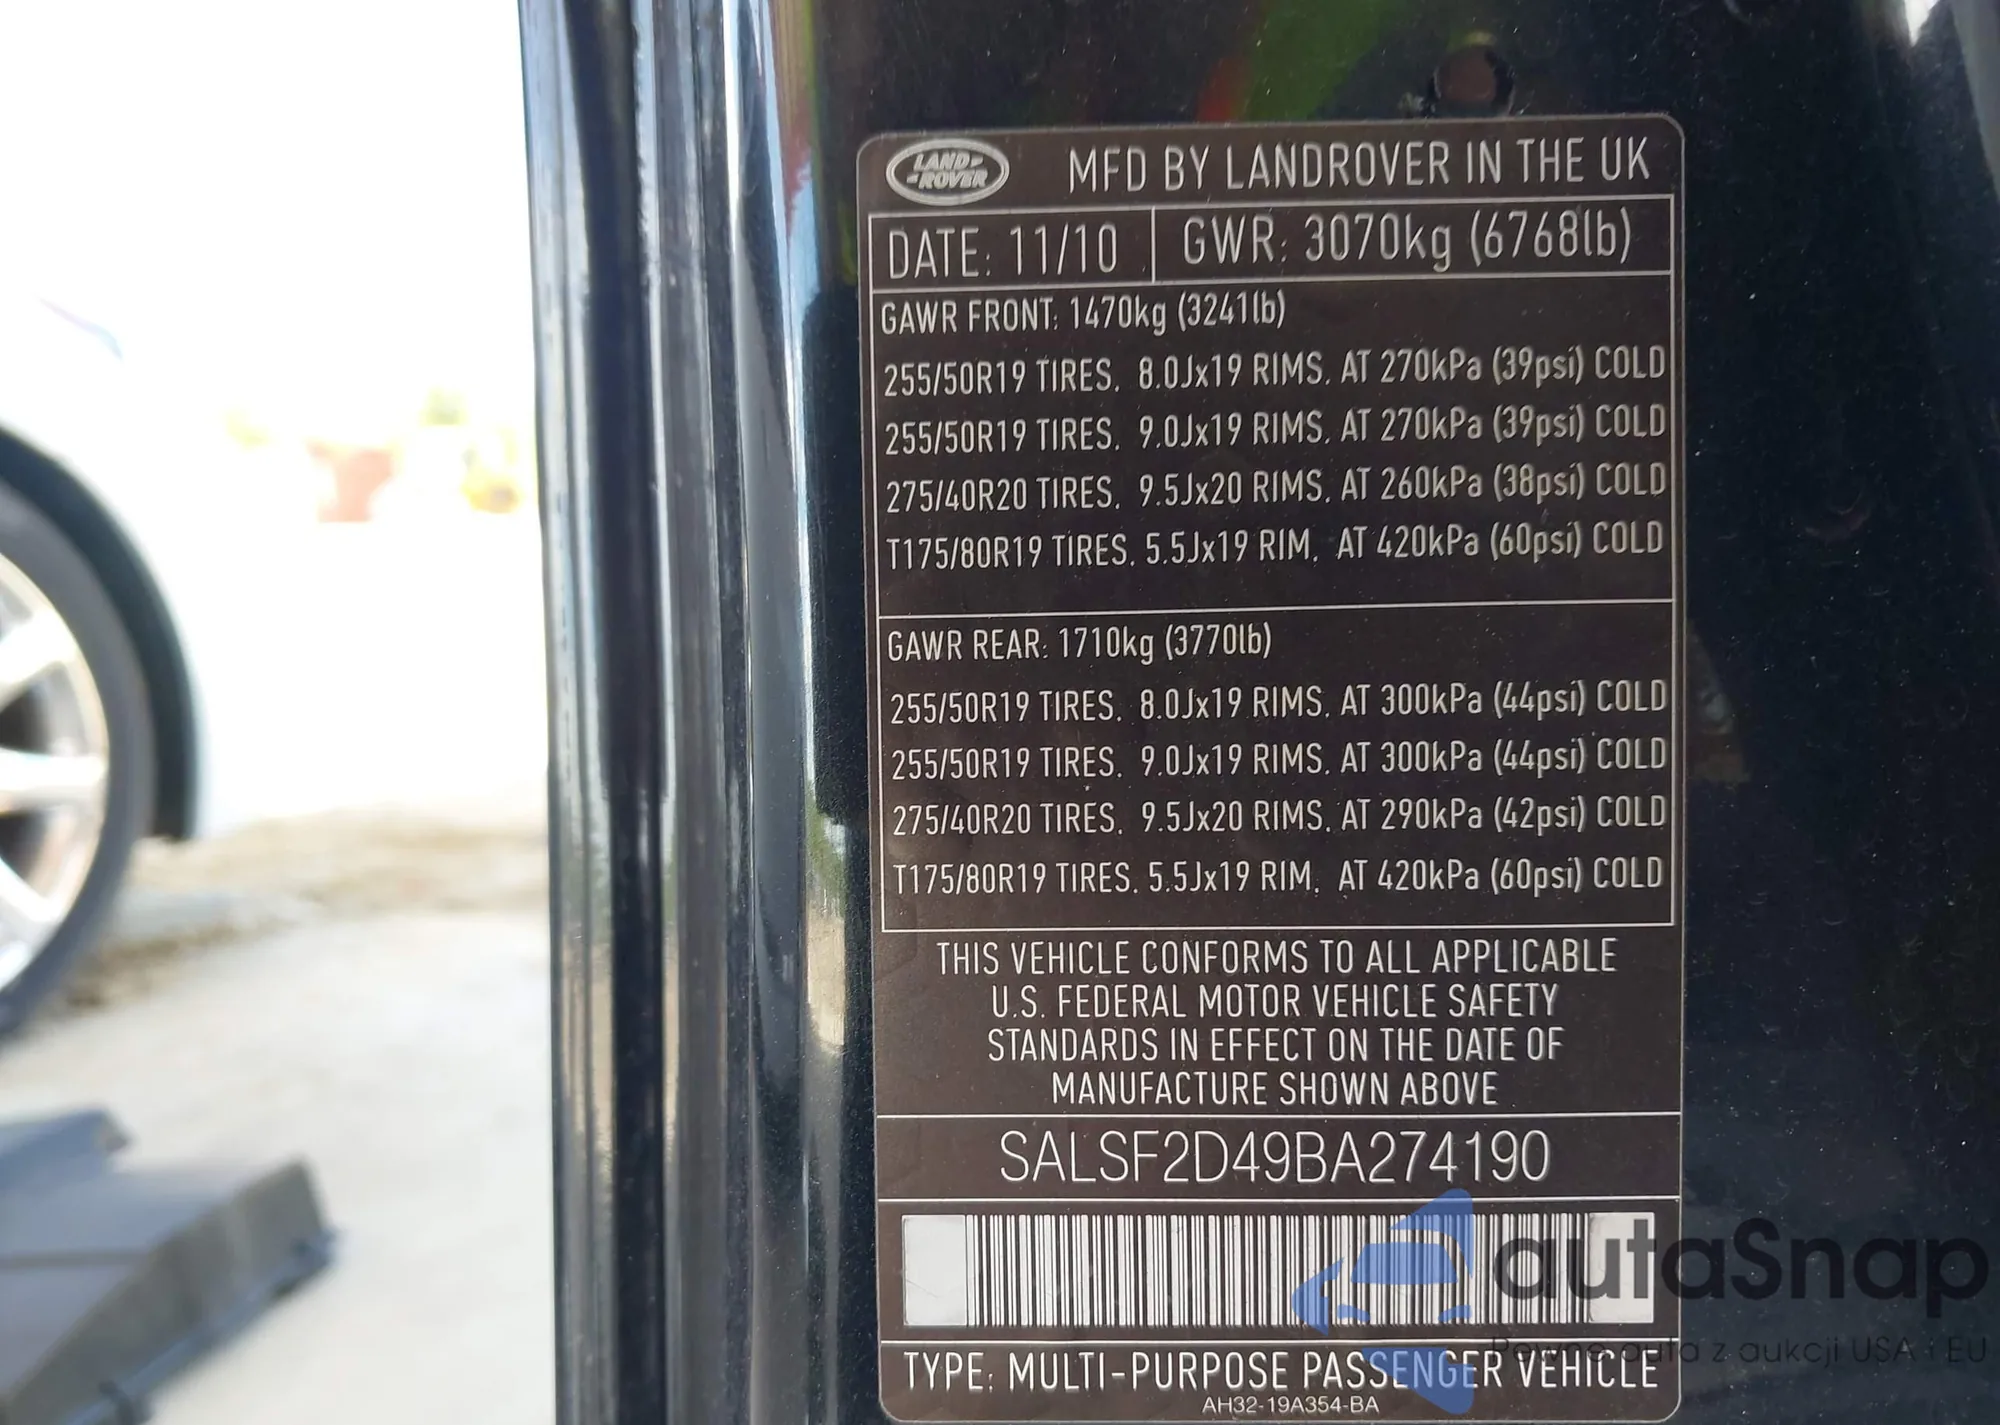 LAND-
-ROVER
MFD BY LANDROVER IN THE UK
DATE: 11/10 GWR: 3070kg (6768lb)
GAWR FRONT: 1470kg (3241lb)
255/50R19 TIRES. 8.0Jx19 RIMS. AT 270kPa (39psi) COLD
255/50R19 TIRES. 9.0Jx19 RIMS. AT 270kPa (39psi) COLD
275/40R20 TIRES. 9.5Jx20 RIMS. AT 260kPa (38psi) COLD
T175/80R19 TIRES. 5.5Jx19 RIM. AT 420kPa (60psi) COLD
GAWR REAR: 1710kg (3770lb)
255/50R19 TIRES. 8.0Jx19 RIMS. AT 300kPa (44psi) COLD
255/50R19 TIRES. 9.0Jx19 RIMS. AT 300kPa (44psi) COLD
275/40R20 TIRES. 9.5Jx20 RIMS. AT 290kPa (42psi) COLD
T175/80R19 TIRES. 5.5Jx19 RIM. AT 420kPa (60psi) COLD
THIS VEHICLE CONFORMS TO ALL APPLICABLE
U.S. FEDERAL MOTOR VEHICLE SAFETY
STANDARDS IN EFFECT ON THE DATE OF
MANUFACTURE SHOWN ABOVE
SALSF2D49BA274190
autaSnap
Pewne auta z aukcji USA i EU
TYPE: MULTI-PURPOSE PASSENGER VEHICLE
AH32-19A354-BA